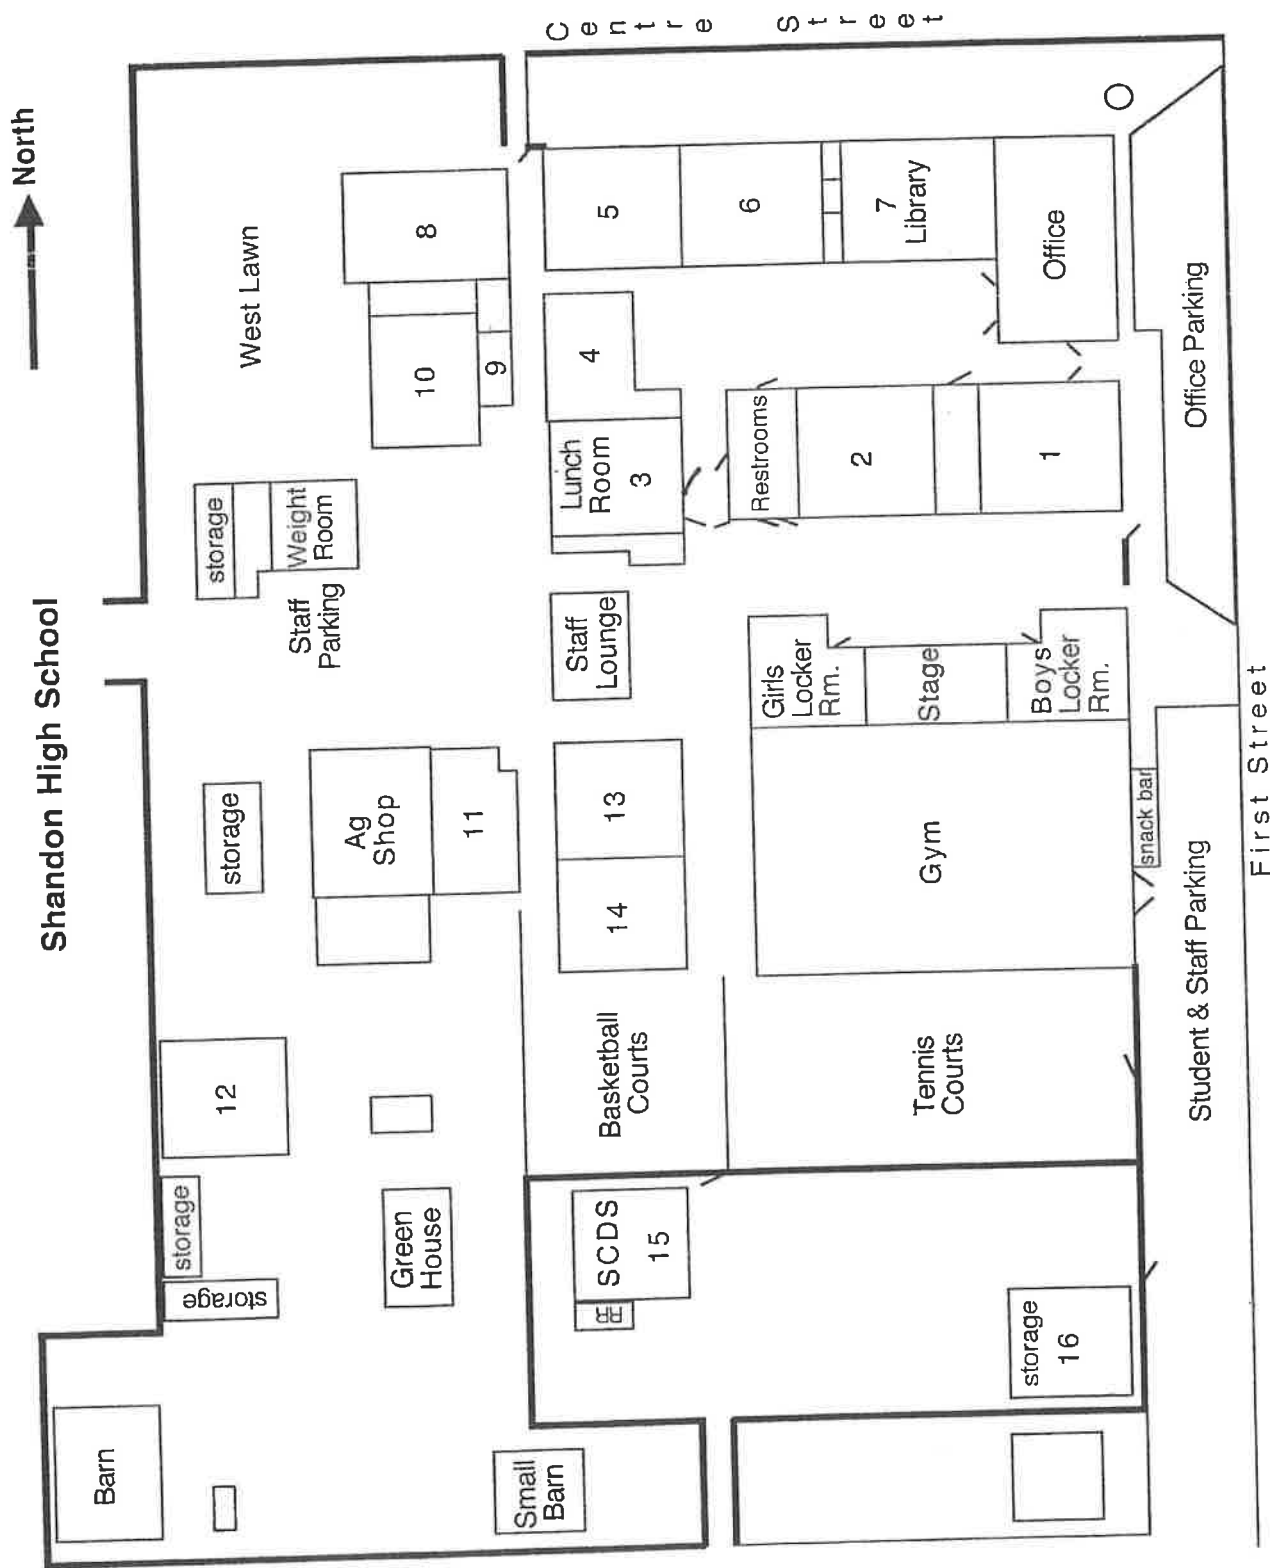 Shandon High School
North
Centre Street
First Street
West Lawn
8
10
9
5
6
7
Library
Office
Office Parking
4
Lunch
Room
3
Restrooms
2
1
storage
Weight
Room
Staff
Parking
Staff
Lounge
Girls
Locker
Rm.
Stage
Boys
Locker
Rm.
storage
Ag
Shop
11
13
14
Gym
snack bar
Student & Staff Parking
12
Basketball
Courts
Tennis
Courts
storage
storage
Green
House
SCDS
15
RR
storage
16
Barn
Small
Barn